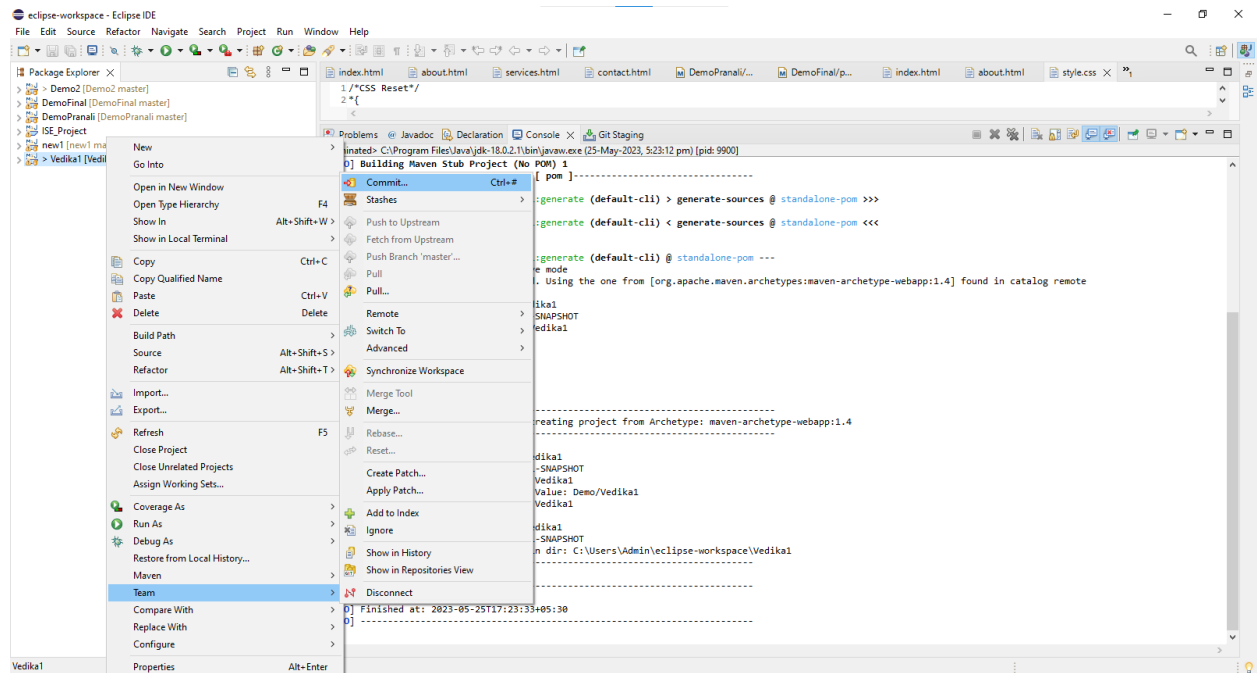 eclipse-workspace - Eclipse IDE
File Edit Source Refactor Navigate Search Project Run Window Help
Package Explorer
index.html about.html services.html contact.html DemoPranali/... DemoFinal/p... index.html about.html style.css »1
> Demo2 [Demo2 master]
DemoFinal [DemoFinal master]
DemoPranali [DemoPranali master]
ISE_Project
new1 [new1 ma
> Vedika1 [Vedi
1 /*CSS Reset*/
2 *{
Problems @ Javadoc Declaration Console Git Staging
inated> C:\Program Files\Java\jdk-18.0.2.1\bin\javaw.exe (25-May-2023, 5:23:12 pm) [pid: 9900]
O] Building Maven Stub Project (No POM) 1
[ pom ]---------------------------------
:generate (default-cli) > generate-sources @ standalone-pom >>>
:generate (default-cli) < generate-sources @ standalone-pom <<<
:generate (default-cli) @ standalone-pom ---
e mode
. Using the one from [org.apache.maven.archetypes:maven-archetype-webapp:1.4] found in catalog remote
ika1
SNAPSHOT
edika1
----------------------------------------------------
reating project from Archetype: maven-archetype-webapp:1.4
----------------------------------------------------
dika1
-SNAPSHOT
Vedika1
Value: Demo/Vedika1
Vedika1
dika1
-SNAPSHOT
n dir: C:\Users\Admin\eclipse-workspace\Vedika1
------------------------------------------------
------------------------------------------------
O] Finished at: 2023-05-25T17:23:33+05:30
O] ------------------------------------------------------------------------
New
Go Into
Open in New Window
Open Type Hierarchy F4
Show In Alt+Shift+W >
Show in Local Terminal
Copy Ctrl+C
Copy Qualified Name
Paste Ctrl+V
Delete Delete
Build Path
Source Alt+Shift+S >
Refactor Alt+Shift+T >
Import...
Export...
Refresh F5
Close Project
Close Unrelated Projects
Assign Working Sets...
Coverage As
Run As
Debug As
Restore from Local History...
Maven
Team
Compare With
Replace With
Configure
Properties Alt+Enter
Commit... Ctrl+#
Stashes
Push to Upstream
Fetch from Upstream
Push Branch 'master'...
Pull
Pull...
Remote
Switch To
Advanced
Synchronize Workspace
Merge Tool
Merge...
Rebase...
Reset...
Create Patch...
Apply Patch...
Add to Index
Ignore
Show in History
Show in Repositories View
Disconnect
Vedika1